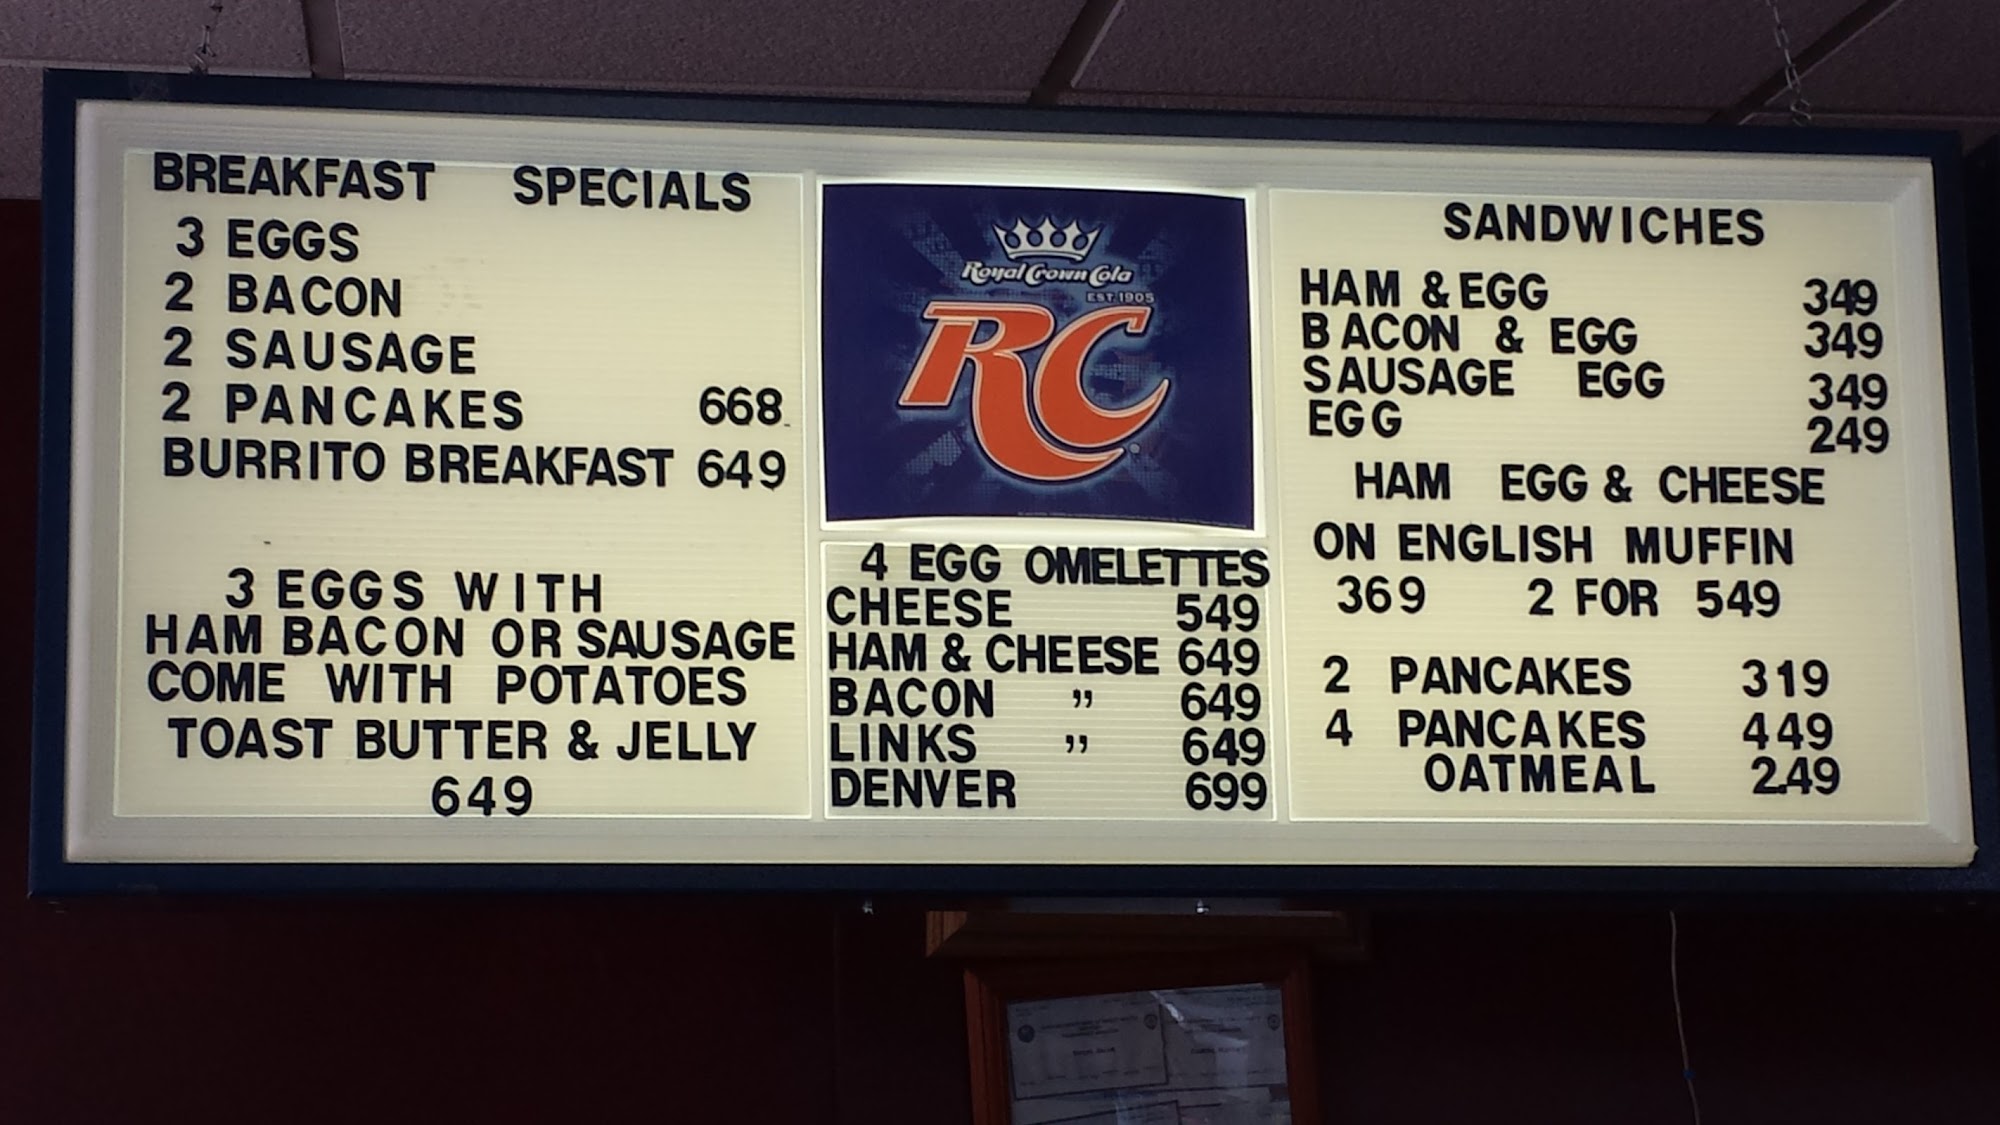 BREAKFAST SPECIALS
3 EGGS
2 BACON
2 SAUSAGE
2 PANCAKES 668
BURRITO BREAKFAST 649
3 EGGS WITH
HAM BACON OR SAUSAGE
COME WITH POTATOES
TOAST BUTTER & JELLY
649
Royal Crown Cola
EST. 1905
RC
4 EGG OMELETTES
CHEESE 549
HAM & CHEESE 649
BACON " 649
LINKS " 649
DENVER 699
SANDWICHES
HAM & EGG 349
BACON & EGG 349
SAUSAGE EGG 349
EGG 249
HAM EGG & CHEESE
ON ENGLISH MUFFIN
369 2 FOR 549
2 PANCAKES 319
4 PANCAKES 449
OATMEAL 2.49